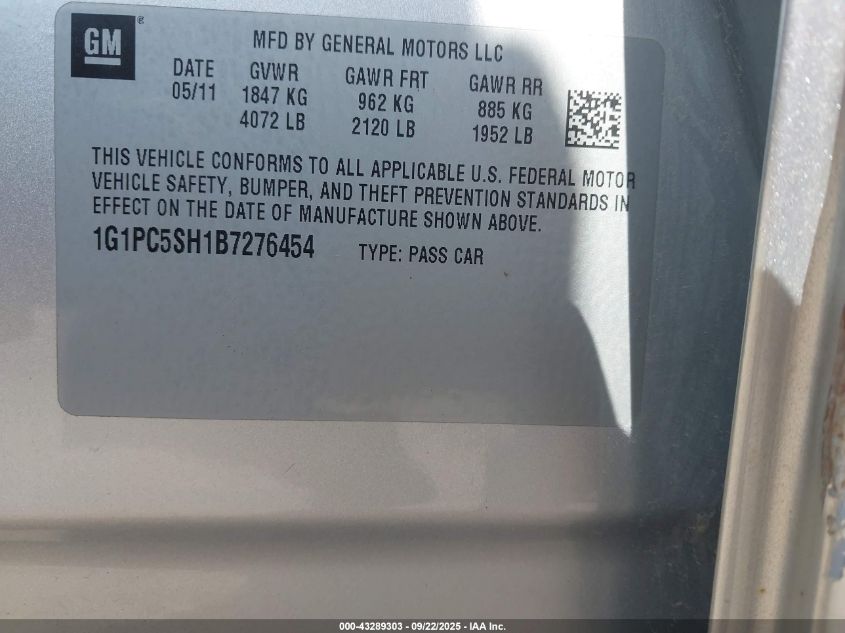 GM
MFD BY GENERAL MOTORS LLC
DATE GVWR GAWR FRT GAWR RR
05/11 1847 KG 962 KG 885 KG
4072 LB 2120 LB 1952 LB
THIS VEHICLE CONFORMS TO ALL APPLICABLE U.S. FEDERAL MOTOR
VEHICLE SAFETY, BUMPER, AND THEFT PREVENTION STANDARDS IN
EFFECT ON THE DATE OF MANUFACTURE SHOWN ABOVE.
1G1PC5SH1B7276454 TYPE: PASS CAR
000-43289303 - 09/22/2025 - IAA Inc.